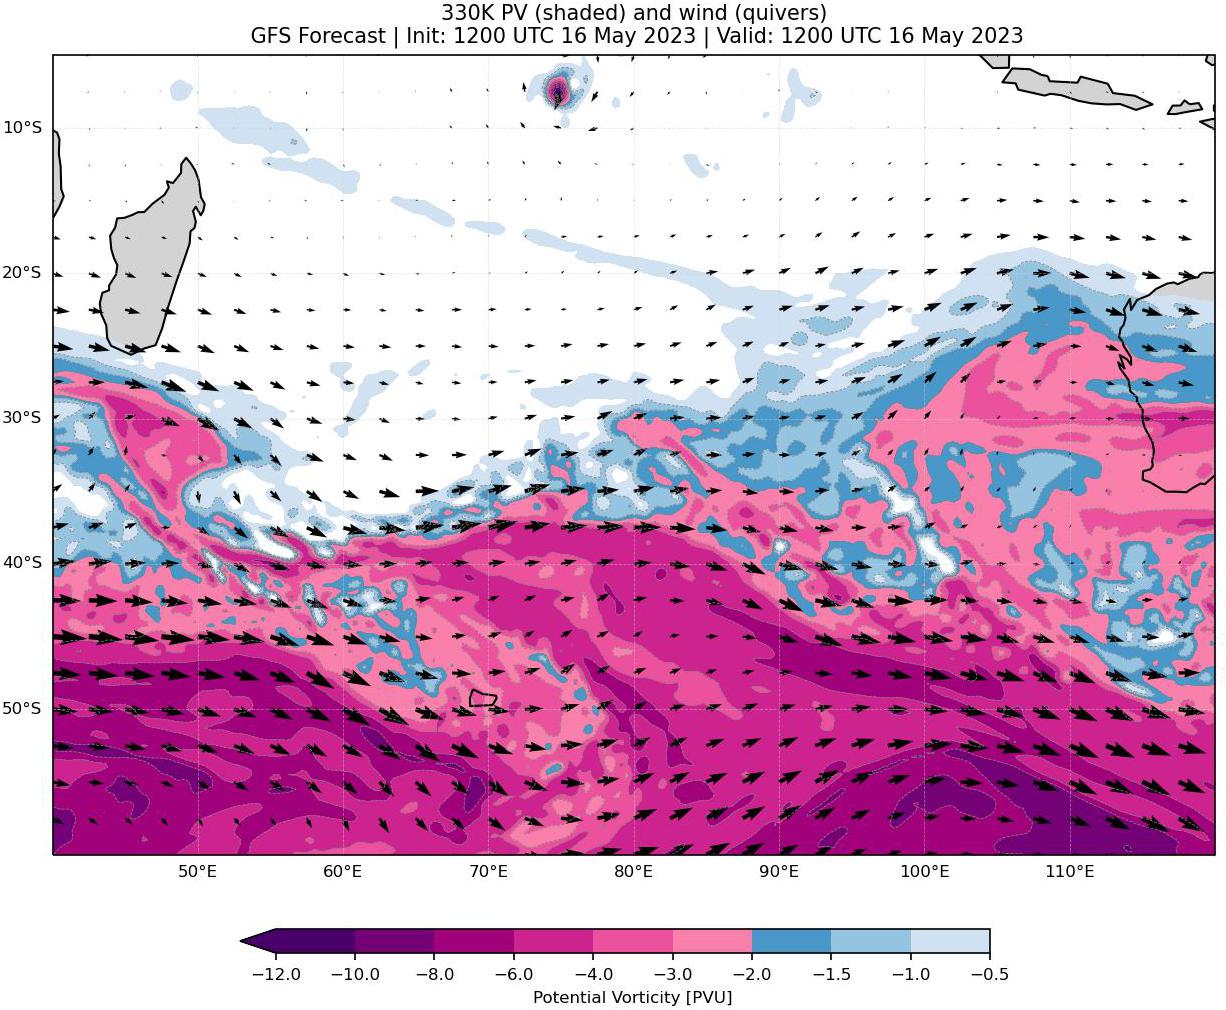 330K PV (shaded) and wind (quivers)
GFS Forecast | Init: 1200 UTC 16 May 2023 | Valid: 1200 UTC 16 May 2023
10°S
20°S
30°S
40°S
50°S
50°E 60°E 70°E 80°E 90°E 100°E 110°E
−12.0 −10.0 −8.0 −6.0 −4.0 −3.0 −2.0 −1.5 −1.0 −0.5
Potential Vorticity [PVU]